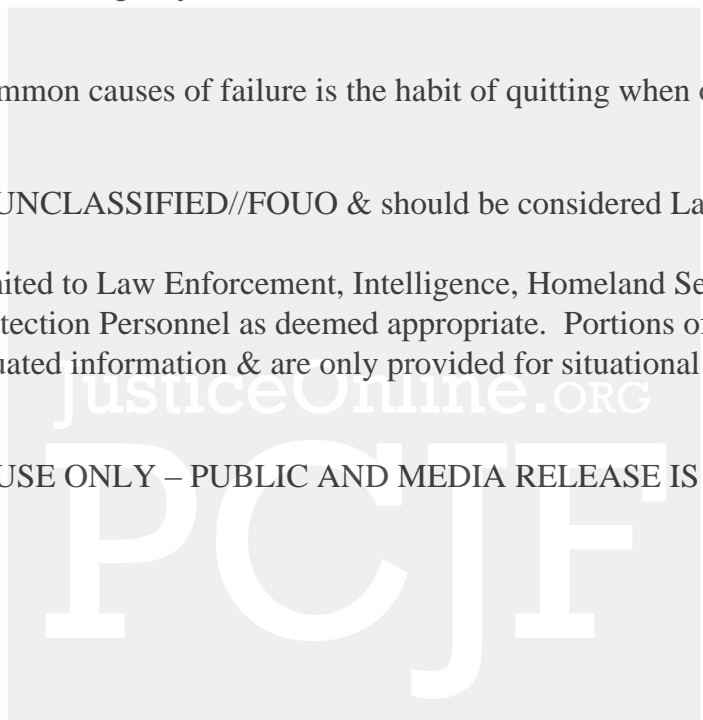 mmon causes of failure is the habit of quitting when o
UNCLASSIFIED//FOUO & should be considered La
nited to Law Enforcement, Intelligence, Homeland Se
tection Personnel as deemed appropriate.  Portions of
uated information & are only provided for situational
JusticeOnline.ORG
USE ONLY – PUBLIC AND MEDIA RELEASE IS
PCJF